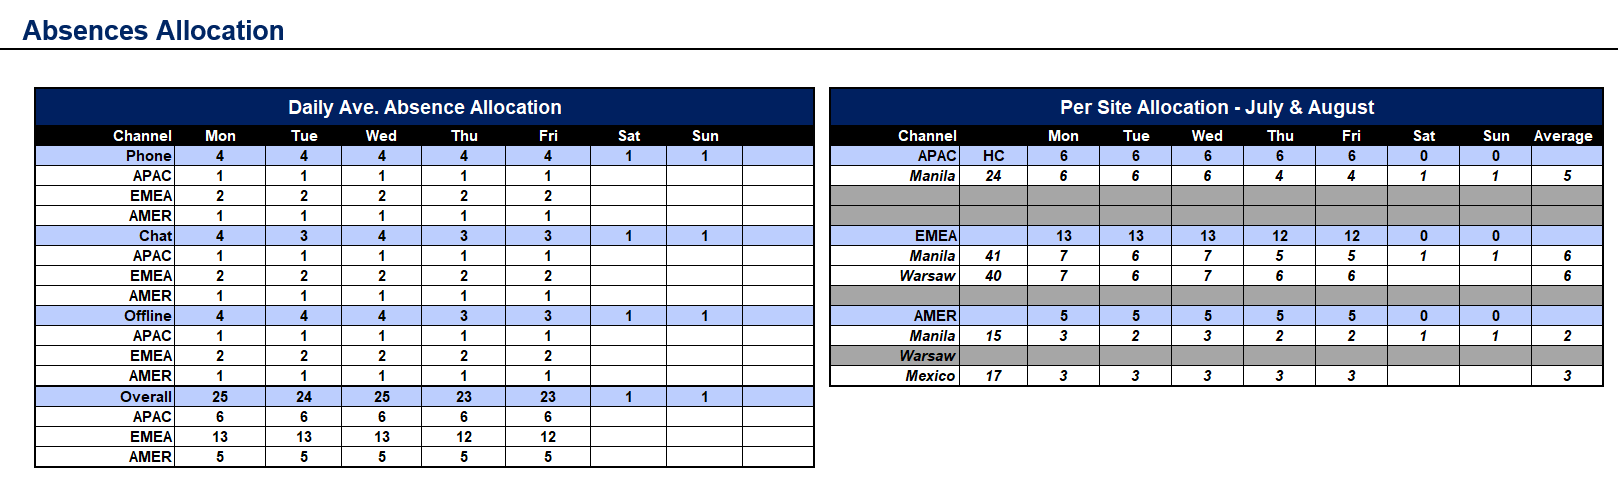 Absences Allocation
Daily Ave. Absence Allocation
Channel Mon Tue Wed Thu Fri Sat Sun
Phone 4 4 4 4 4 1 1
APAC 1 1 1 1 1
EMEA 2 2 2 2 2
AMER 1 1 1 1 1
Chat 4 3 4 3 3 1 1
APAC 1 1 1 1 1
EMEA 2 2 2 2 2
AMER 1 1 1 1 1
Offline 4 4 4 3 3 1 1
APAC 1 1 1 1 1
EMEA 2 2 2 2 2
AMER 1 1 1 1 1
Overall 25 24 25 23 23 1 1
APAC 6 6 6 6 6
EMEA 13 13 13 12 12
AMER 5 5 5 5 5
Per Site Allocation - July & August
Channel Mon Tue Wed Thu Fri Sat Sun Average
APAC HC 6 6 6 6 6 0 0
Manila 24 6 6 6 4 4 1 1 5
EMEA 13 13 13 12 12 0 0
Manila 41 7 6 7 5 5 1 1 6
Warsaw 40 7 6 7 6 6 6
AMER 5 5 5 5 5 0 0
Manila 15 3 2 3 2 2 1 1 2
Warsaw
Mexico 17 3 3 3 3 3 3